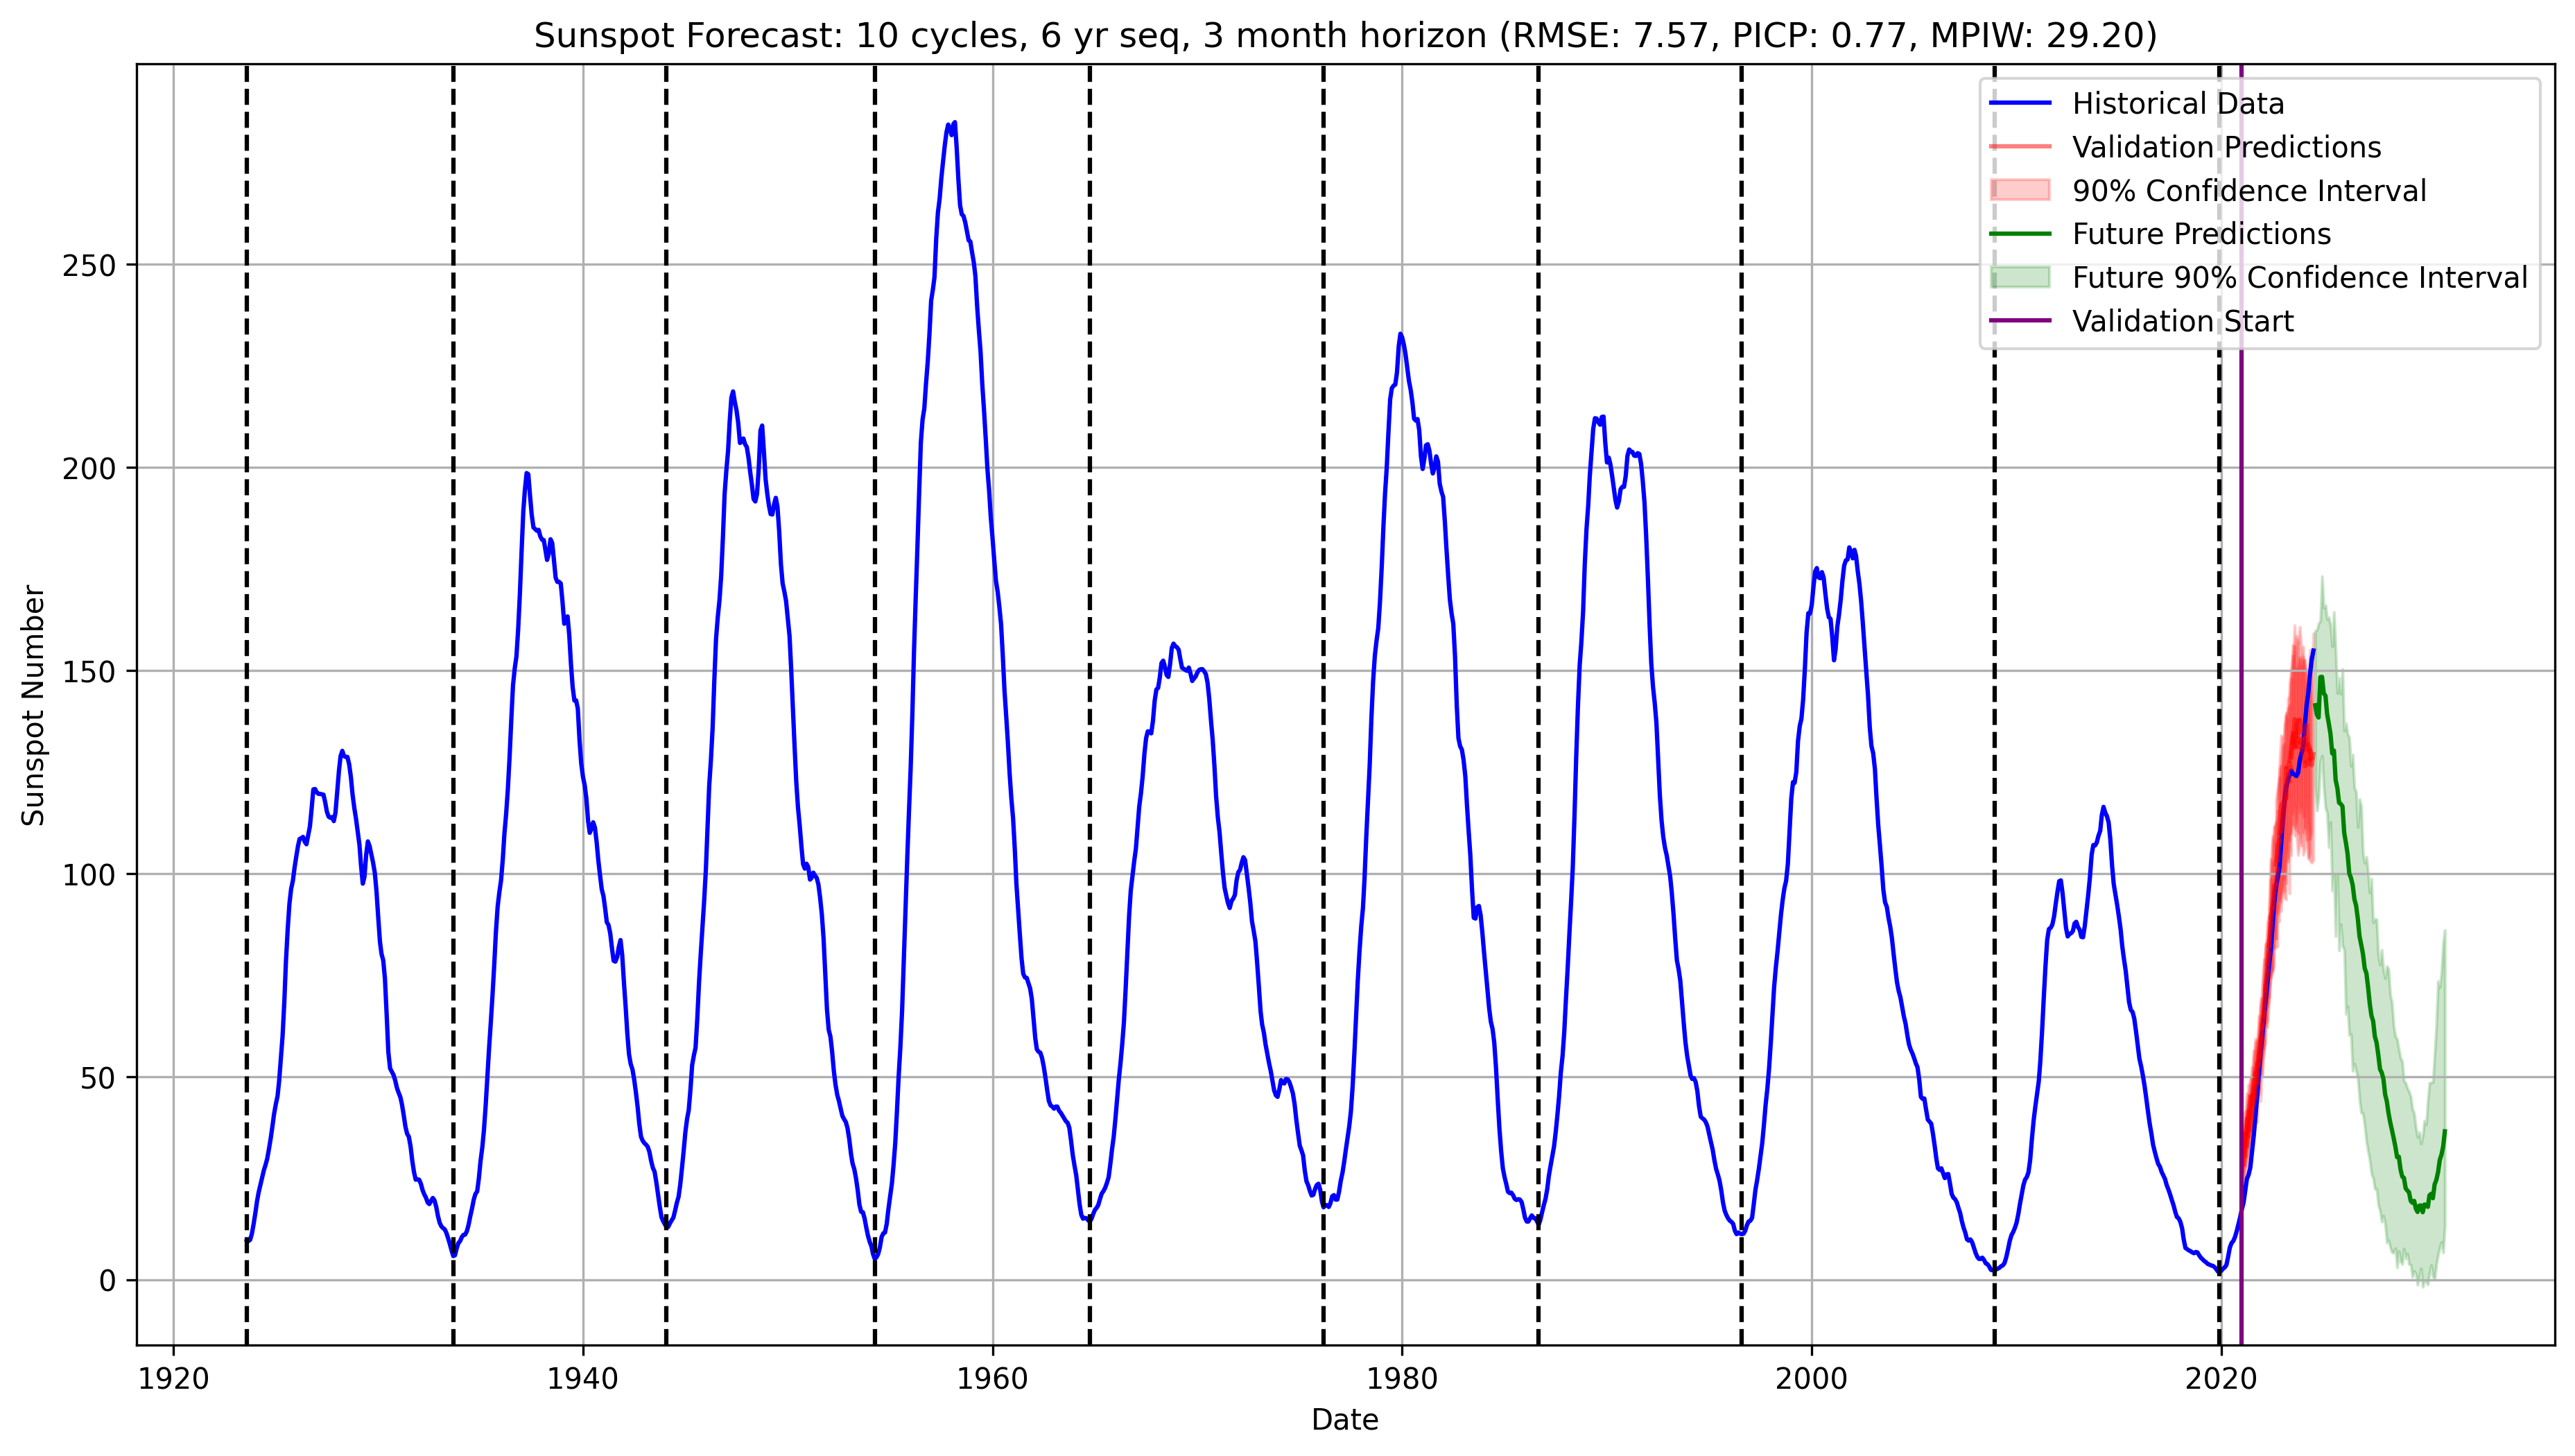 Sunspot Forecast: 10 cycles, 6 yr seq, 3 month horizon (RMSE: 7.57, PICP: 0.77, MPIW: 29.20)
Historical Data
Validation Predictions
90% Confidence Interval
Future Predictions
Future 90% Confidence Interval
Validation Start
Sunspot Number
250
200
150
100
50
0
1920
1940
1960
1980
2000
2020
Date